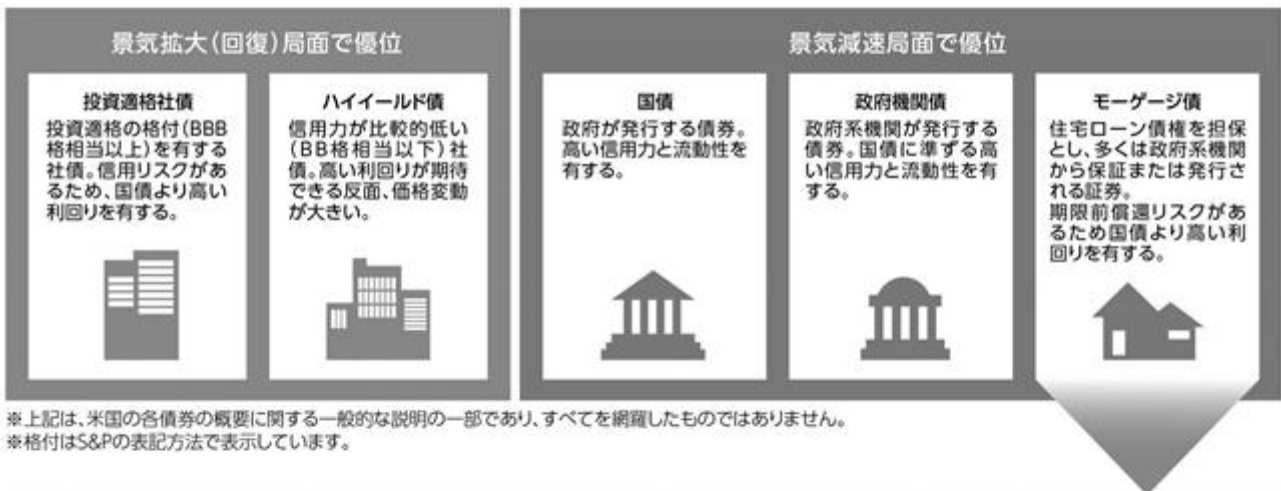 景気拡大(回復)局面で優位
投資適格社債
投資適格の格付(BBB
格相当以上)を有する
社債。信用リスクがあ
るため、国債より高い
利回りを有する。
ハイイールド債
信用力が比較的低い
(BB格相当以下)社
債。高い利回りが期待
できる反面、価格変動
が大きい。
景気減速局面で優位
国債
政府が発行する債券。
高い信用力と流動性を
有する。
政府機関債
政府系機関が発行する
債券。国債に準ずる高
い信用力と流動性を有
する。
モーゲージ債
住宅ローン債権を担保
とし、多くは政府系機関
から保証または発行さ
れる証券。
期限前償還リスクがあ
るため国債より高い利
回りを有する。
※上記は、米国の各債券の概要に関する一般的な説明の一部であり、すべてを網羅したものではありません。
※格付はS&Pの表記方法で表示しています。